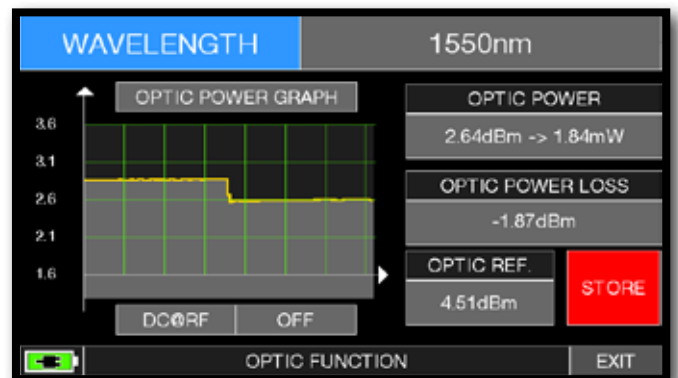 WAVELENGTH 1550nm
OPTIC POWER GRAPH
3.6
3.1
2.6
2.1
1.6
DC@RF OFF
OPTIC POWER
2.64dBm -> 1.84mW
OPTIC POWER LOSS
-1.87dBm
OPTIC REF.
4.51dBm
STORE
OPTIC FUNCTION EXIT